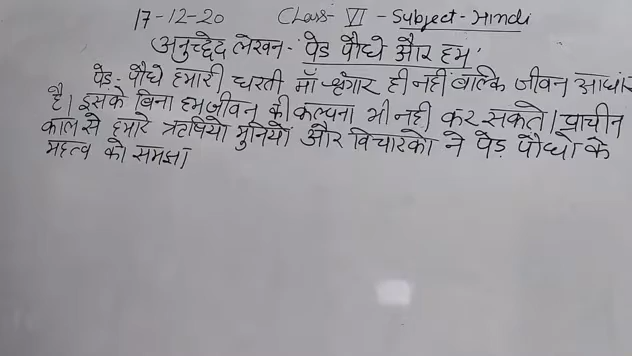 17-12-20 Class- VI - Subject- Hindi
अनुच्छेद लेखन- 'पेड़ पौधे और हम'
पेड़- पौधे हमारी धरती माँ श्रृंगार ही नहीं बल्कि जीवन आधार
है। इसके बिना हम जीवन की कल्पना भी नही कर सकते। प्राचीन
काल से हमारे ऋषियो मुनियों और विचारको ने पेड़ पौधो के
महत्व को समझा